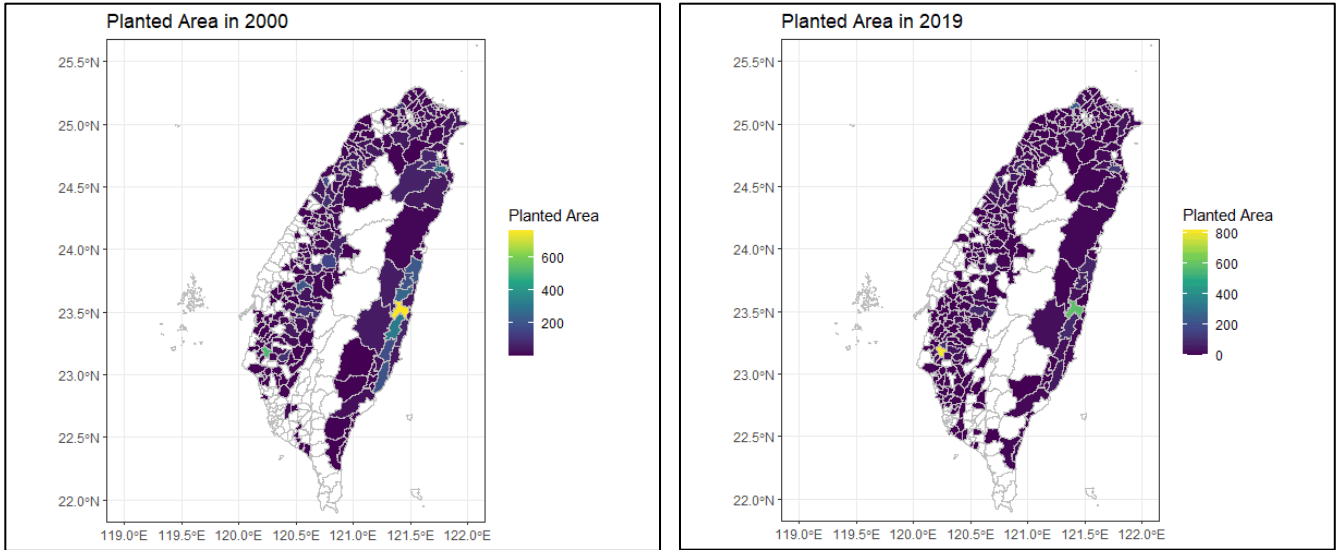 Planted Area in 2000
25.5°N
25.0°N
24.5°N
24.0°N
23.5°N
23.0°N
22.5°N
22.0°N
119.0°E 119.5°E 120.0°E 120.5°E 121.0°E 121.5°E 122.0°E
Planted Area
600
400
200
Planted Area in 2019
25.5°N
25.0°N
24.5°N
24.0°N
23.5°N
23.0°N
22.5°N
22.0°N
119.0°E 119.5°E 120.0°E 120.5°E 121.0°E 121.5°E 122.0°E
Planted Area
800
600
400
200
0